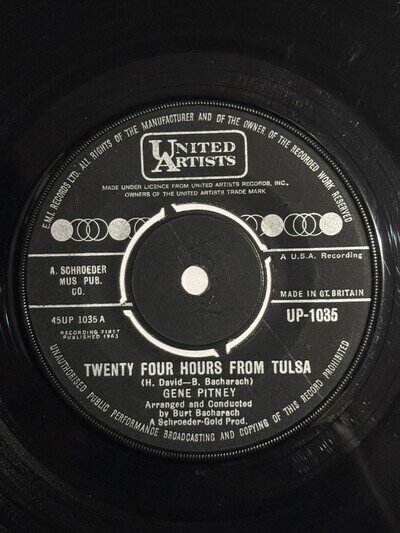 E.M.I. RECORDS LTD. ALL RIGHTS OF THE MANUFACTURER AND OF THE OWNER OF THE RECORDED WORK RESERVED
UNITED
ARTISTS
MADE UNDER LICENCE FROM UNITED ARTISTS RECORDS, INC.,
OWNERS OF THE UNITED ARTISTS TRADE MARK
A. SCHROEDER
MUS PUB.
CO.
A U.S.A. Recording
MADE IN GT. BRITAIN
45UP 1035 A
RECORDING FIRST
PUBLISHED 1963
UP-1035
TWENTY FOUR HOURS FROM TULSA
(H. David—B. Bacharach)
GENE PITNEY
Arranged and Conducted
by Burt Bacharach
A Schroeder-Gold Prod.
UNAUTHORISED PUBLIC PERFORMANCE BROADCASTING AND COPYING OF THIS RECORD PROHIBITED